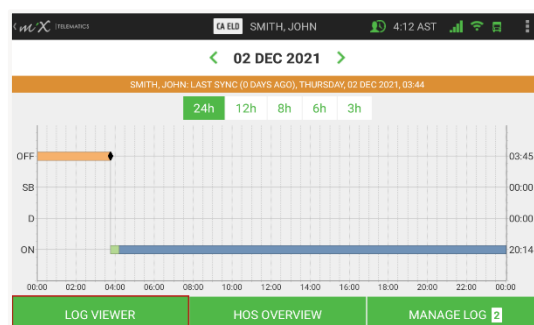 miX TELEMATICS CA ELD SMITH, JOHN 4:12 AST
02 DEC 2021
SMITH, JOHN: LAST SYNC (0 DAYS AGO), THURSDAY, 02 DEC 2021, 03:44
24h 12h 8h 6h 3h
OFF 03:45
SB 00:00
D 00:00
ON 20:14
00:00 02:00 04:00 06:00 08:00 10:00 12:00 14:00 16:00 18:00 20:00 22:00 00:00
LOG VIEWER HOS OVERVIEW MANAGE LOG 2